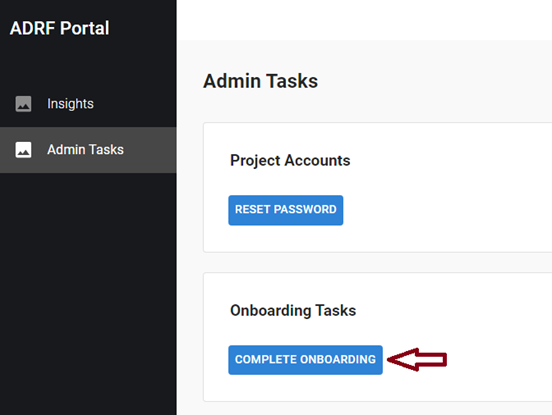 ADRF Portal
Insights
Admin Tasks
Admin Tasks
Project Accounts
RESET PASSWORD
Onboarding Tasks
COMPLETE ONBOARDING